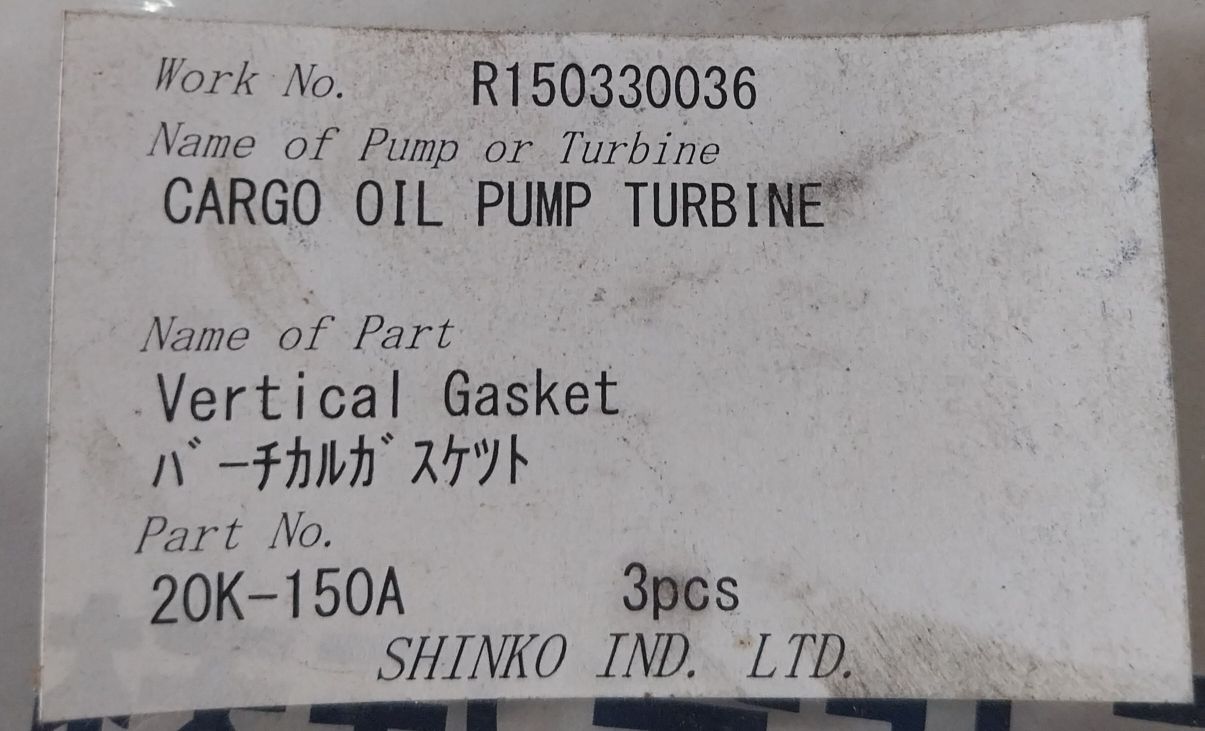 Work No. R150330036
Name of Pump or Turbine
CARGO OIL PUMP TURBINE
Name of Part
Vertical Gasket
ﾊﾞｰﾁｶﾙｶﾞｽｹﾂﾄ
Part No.
20K-150A 3pcs
SHINKO IND. LTD.